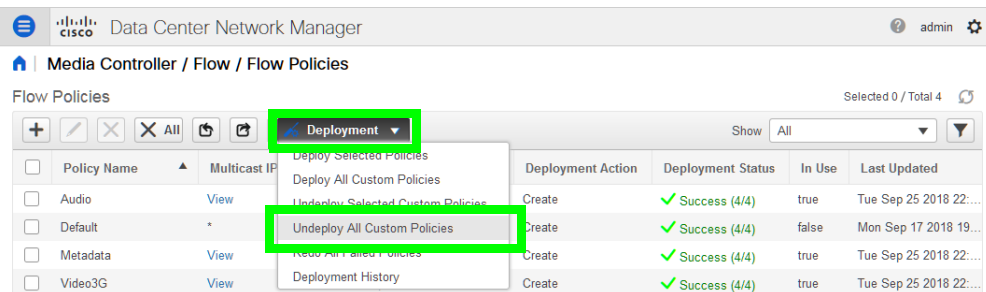 cisco Data Center Network Manager admin
Media Controller / Flow / Flow Policies
Flow Policies Selected 0 / Total 4
All Deployment Show All
Policy Name Multicast IP Deployment Action Deployment Status In Use Last Updated
Deploy Selected Policies
Deploy All Custom Policies
Undeploy Selected Custom Policies
Undeploy All Custom Policies
Redo All Failed Policies
Deployment History
Audio View Create Success (4/4) true Tue Sep 25 2018 22:...
Default * Create Success (4/4) false Mon Sep 17 2018 19...
Metadata View Create Success (4/4) true Tue Sep 25 2018 22:...
Video3G View Create Success (4/4) true Tue Sep 25 2018 22:...